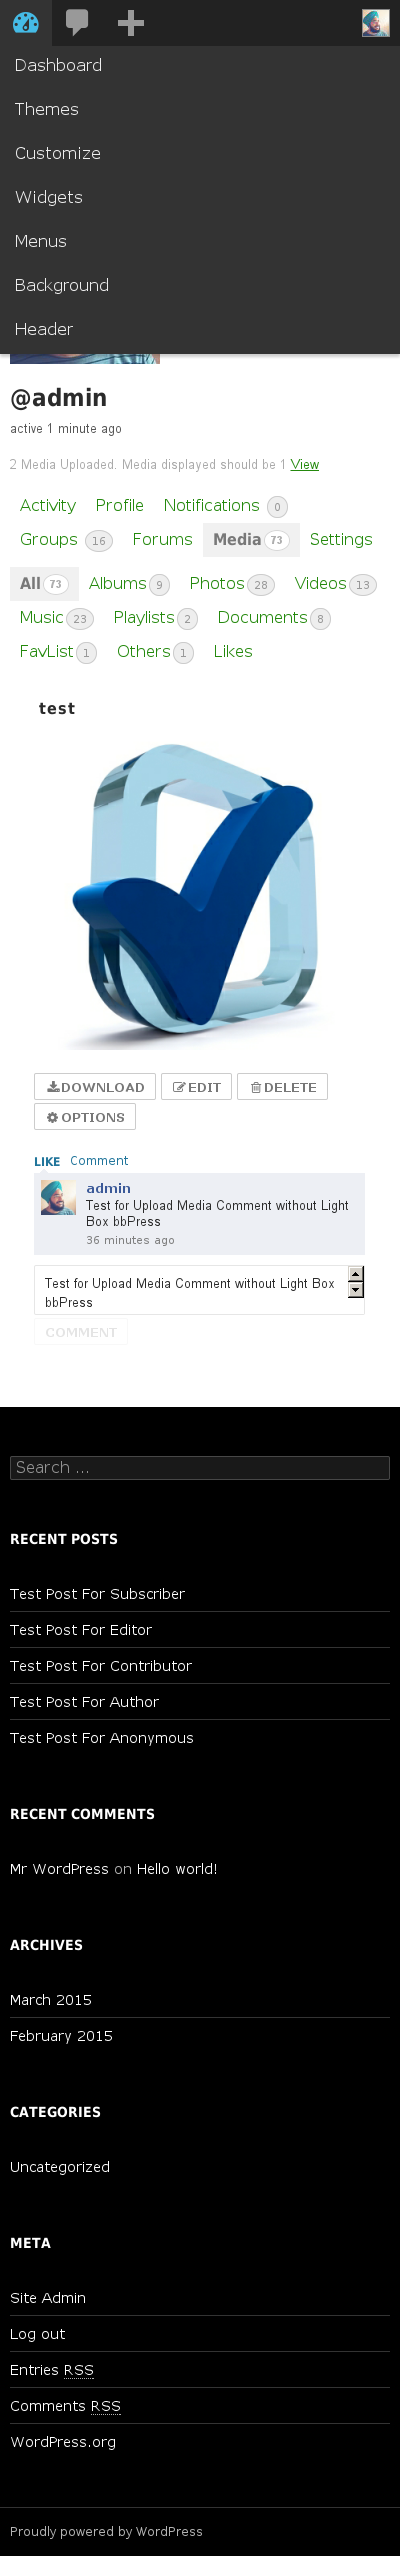 Dashboard
Themes
Customize
Widgets
Menus
Background
Header
@admin
active 1 minute ago
2 Media Uploaded. Media displayed should be 1 View
Activity Profile Notifications 0
Groups 16 Forums Media 73 Settings
All 73 Albums 9 Photos 28 Videos 13
Music 23 Playlists 2 Documents 8
FavList 1 Others 1 Likes
test
DOWNLOAD EDIT DELETE
OPTIONS
LIKE Comment
admin
Test for Upload Media Comment without Light
Box bbPress
36 minutes ago
Test for Upload Media Comment without Light Box
bbPress
COMMENT
Search ...
RECENT POSTS
Test Post For Subscriber
Test Post For Editor
Test Post For Contributor
Test Post For Author
Test Post For Anonymous
RECENT COMMENTS
Mr WordPress on Hello world!
ARCHIVES
March 2015
February 2015
CATEGORIES
Uncategorized
META
Site Admin
Log out
Entries RSS
Comments RSS
WordPress.org
Proudly powered by WordPress